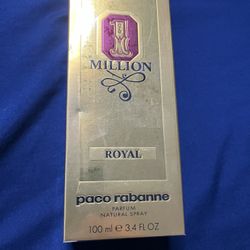 1
MILLION
ROYAL
paco rabanne
PARFUM
NATURAL SPRAY
100 ml e 3.4 FL OZ